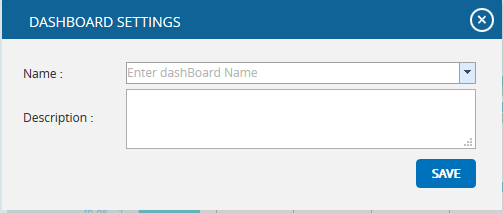 DASHBOARD SETTINGS
Name :
Enter dashBoard Name
Description :
SAVE